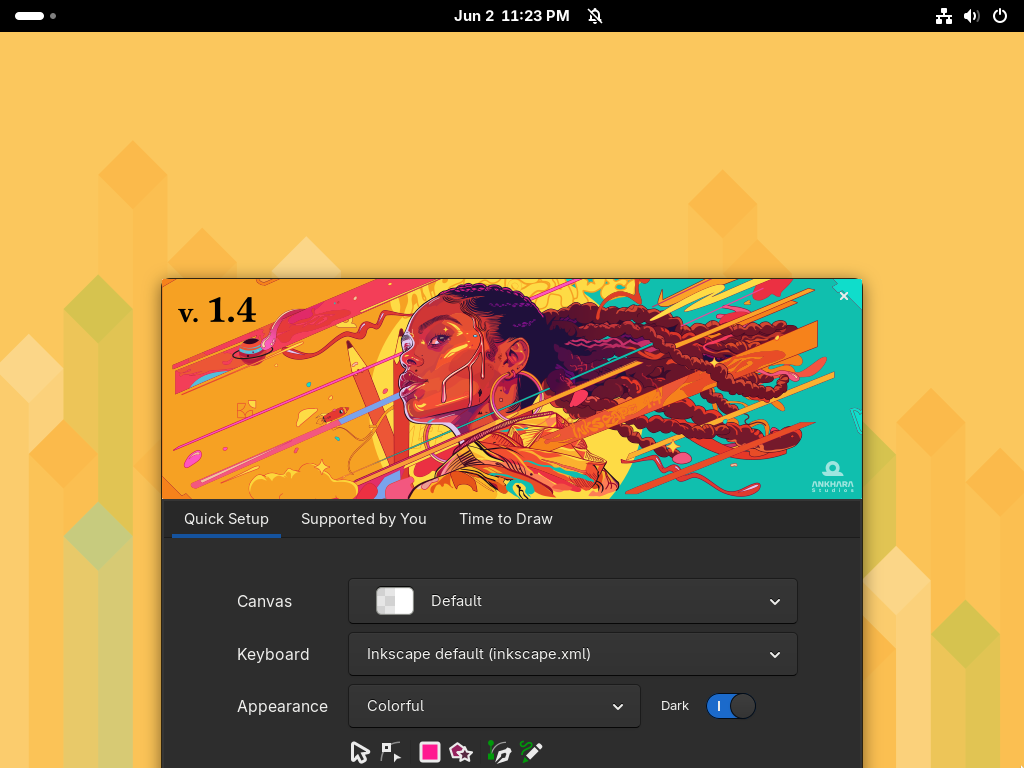 Jun 2 11:23 PM
v. 1.4
ANKHARA
Studios
Quick Setup
Supported by You
Time to Draw
Canvas
Default
Keyboard
Inkscape default (inkscape.xml)
Appearance
Colorful
Dark